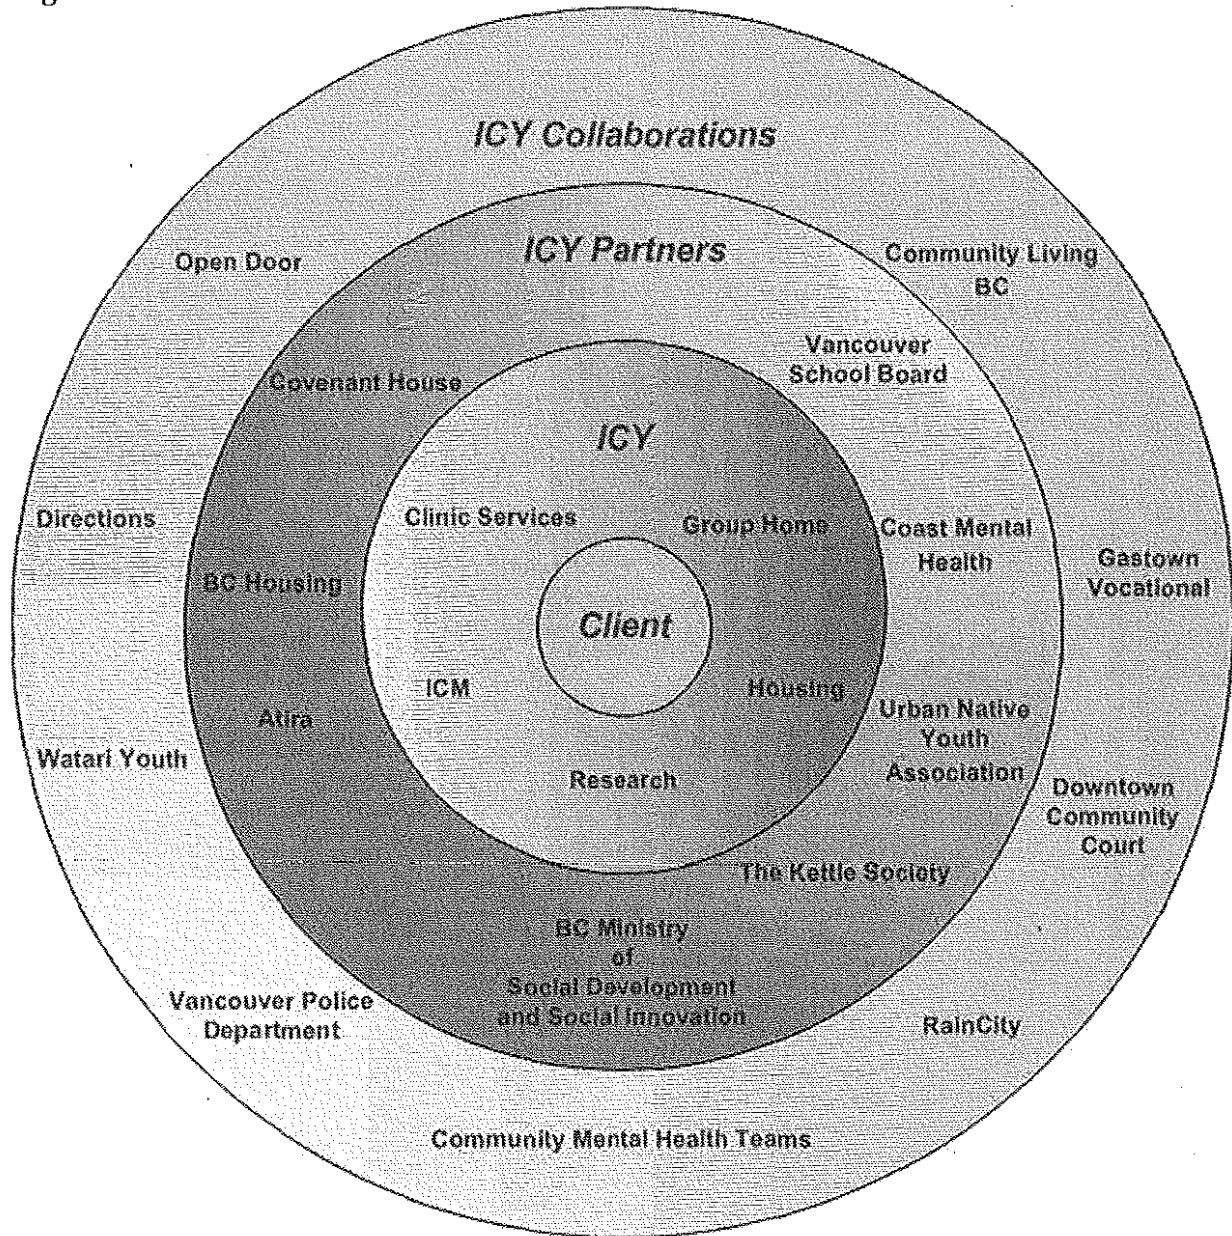 ICY Collaborations
Open Door
Community Living
BC
ICY Partners
Covenant House
Vancouver
School Board
ICY
Clinic Services
Group Home
Directions
BC Housing
Coast Mental
Health
Gastown
Vocational
Client
ICM
Housing
Atira
Urban Native
Youth
Association
Watari Youth
Research
Downtown
Community
Court
The Kettle Society
BC Ministry
of
Social Development
and Social Innovation
Vancouver Police
Department
RainCity
Community Mental Health Teams